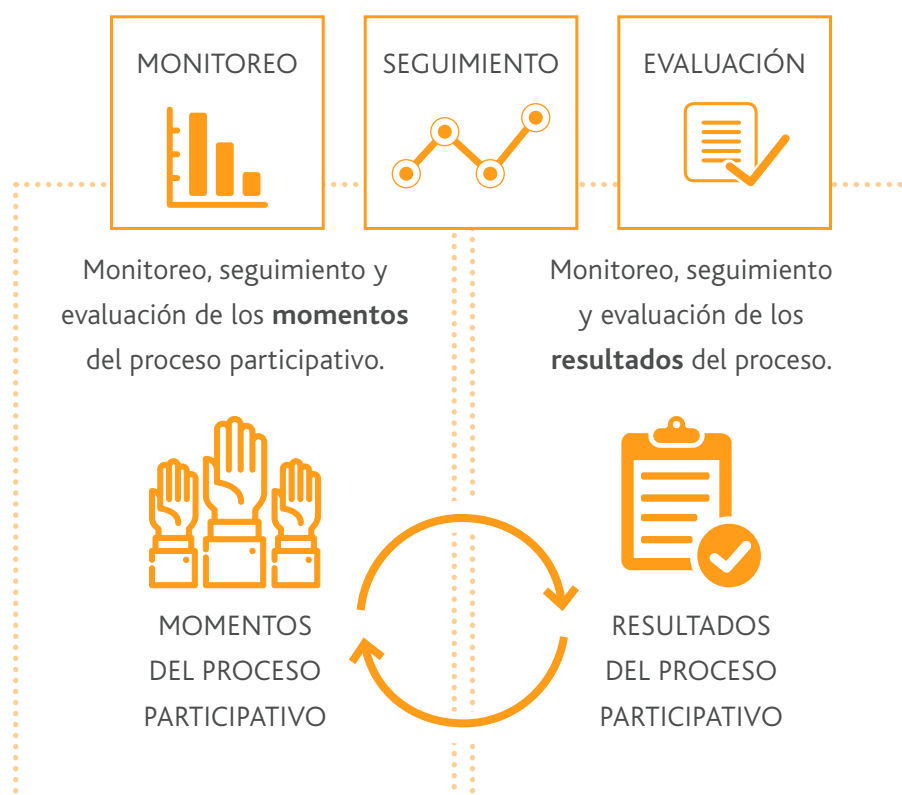 MONITOREO
SEGUIMIENTO
EVALUACIÓN
Monitoreo, seguimiento y
evaluación de los momentos
del proceso participativo.
Monitoreo, seguimiento
y evaluación de los
resultados del proceso.
MOMENTOS
DEL PROCESO
PARTICIPATIVO
RESULTADOS
DEL PROCESO
PARTICIPATIVO